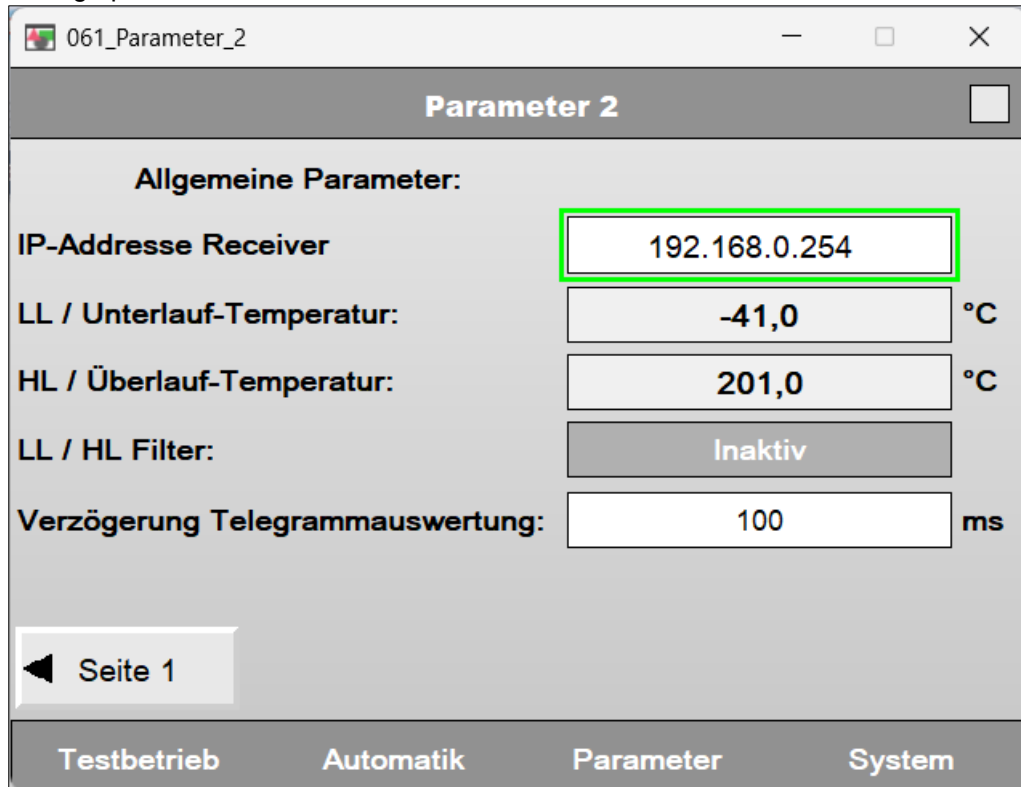 061_Parameter_2
Parameter 2
Allgemeine Parameter:
IP-Addresse Receiver 192.168.0.254
LL / Unterlauf-Temperatur: -41,0 °C
HL / Überlauf-Temperatur: 201,0 °C
LL / HL Filter: Inaktiv
Verzögerung Telegrammauswertung: 100 ms
Seite 1
Testbetrieb Automatik Parameter System